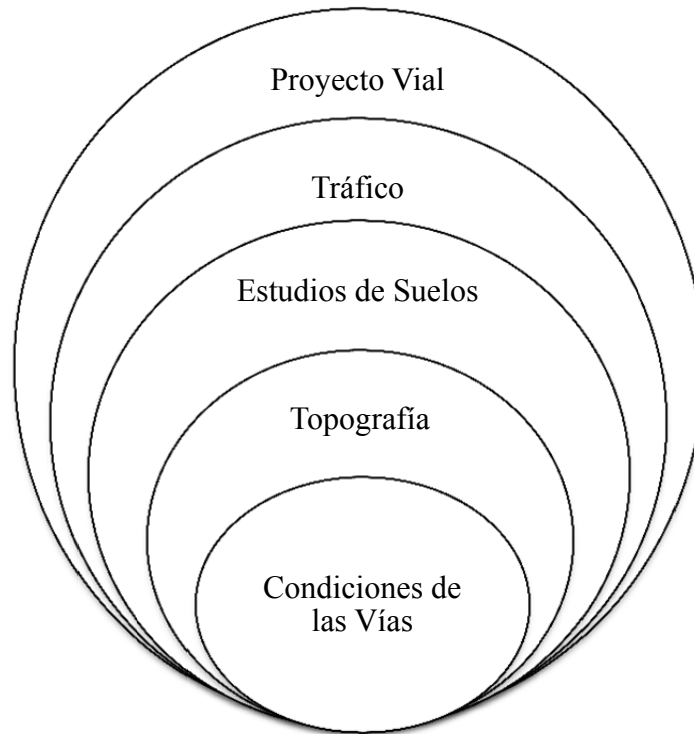 Proyecto Vial
Tráfico
Estudios de Suelos
Topografía
Condiciones de
las Vías